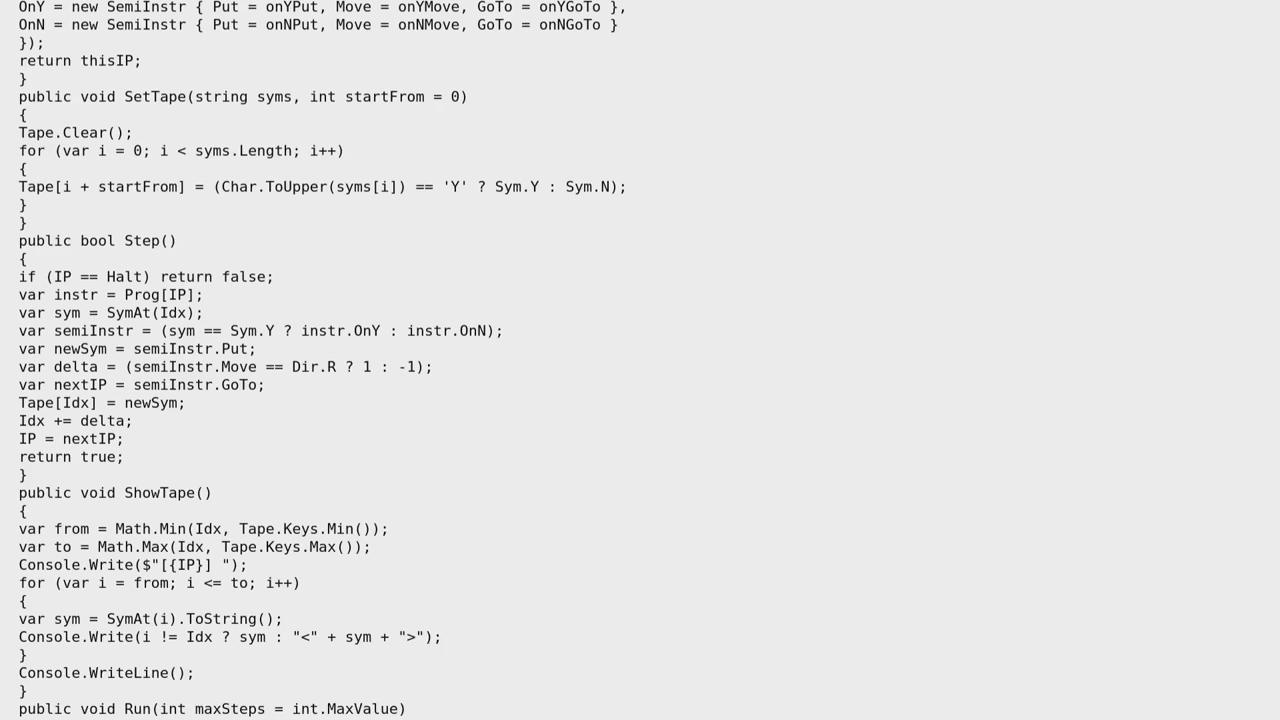 OnY = new SemiInstr { Put = onYPut, Move = onYMove, GoTo = onYGoTo },
OnN = new SemiInstr { Put = onNPut, Move = onNMove, GoTo = onNGoTo }
});
return thisIP;
}
public void SetTape(string syms, int startFrom = 0)
{
Tape.Clear();
for (var i = 0; i < syms.Length; i++)
{
Tape[i + startFrom] = (Char.ToUpper(syms[i]) == 'Y' ? Sym.Y : Sym.N);
}
}
public bool Step()
{
if (IP == Halt) return false;
var instr = Prog[IP];
var sym = SymAt(Idx);
var semiInstr = (sym == Sym.Y ? instr.OnY : instr.OnN);
var newSym = semiInstr.Put;
var delta = (semiInstr.Move == Dir.R ? 1 : -1);
var nextIP = semiInstr.GoTo;
Tape[Idx] = newSym;
Idx += delta;
IP = nextIP;
return true;
}
public void ShowTape()
{
var from = Math.Min(Idx, Tape.Keys.Min());
var to = Math.Max(Idx, Tape.Keys.Max());
Console.Write($"[{IP}] ");
for (var i = from; i <= to; i++)
{
var sym = SymAt(i).ToString();
Console.Write(i != Idx ? sym : "<" + sym + ">");
}
Console.WriteLine();
}
public void Run(int maxSteps = int.MaxValue)